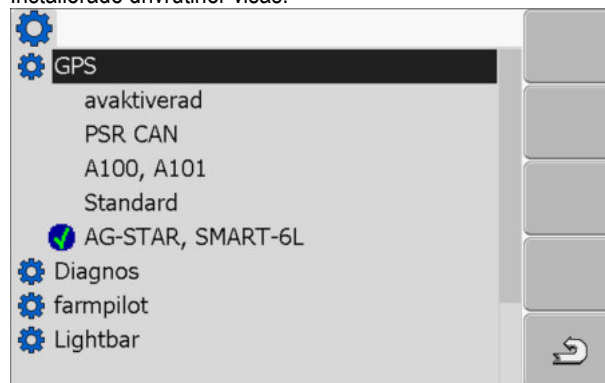 Installerade drivrutiner visas.
GPS
avaktiverad
PSR CAN
A100, A101
Standard
AG-STAR, SMART-6L
Diagnos
farmpilot
Lightbar